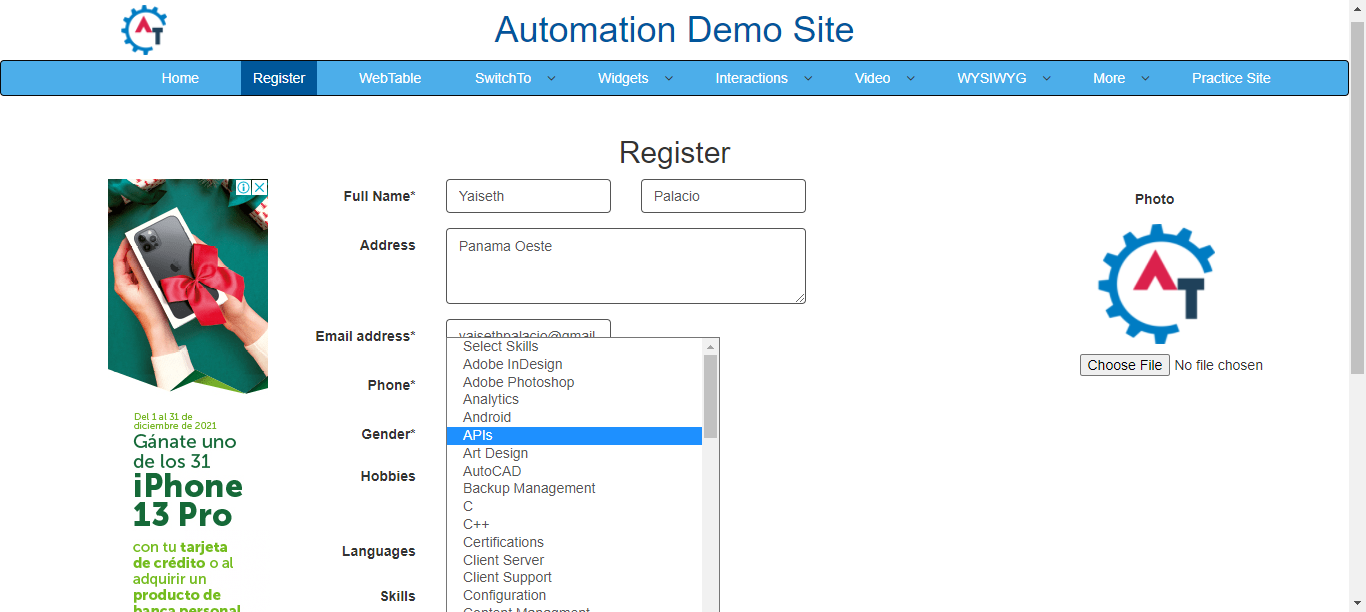 AT
Automation Demo Site
Home Register WebTable SwitchTo Widgets Interactions Video WYSIWYG More Practice Site
Register
Full Name* Yaiseth Palacio
Address Panama Oeste
Email address*
Phone*
Gender*
Hobbies
Languages
Skills
Select Skills
Adobe InDesign
Adobe Photoshop
Analytics
Android
APIs
Art Design
AutoCAD
Backup Management
C
C++
Certifications
Client Server
Client Support
Configuration
Photo
AT
Choose File No file chosen
Del 1 al 31 de
diciembre de 2021
Gánate uno
de los 31
iPhone
13 Pro
con tu tarjeta
de crédito o al
adquirir un
producto de
banca personal